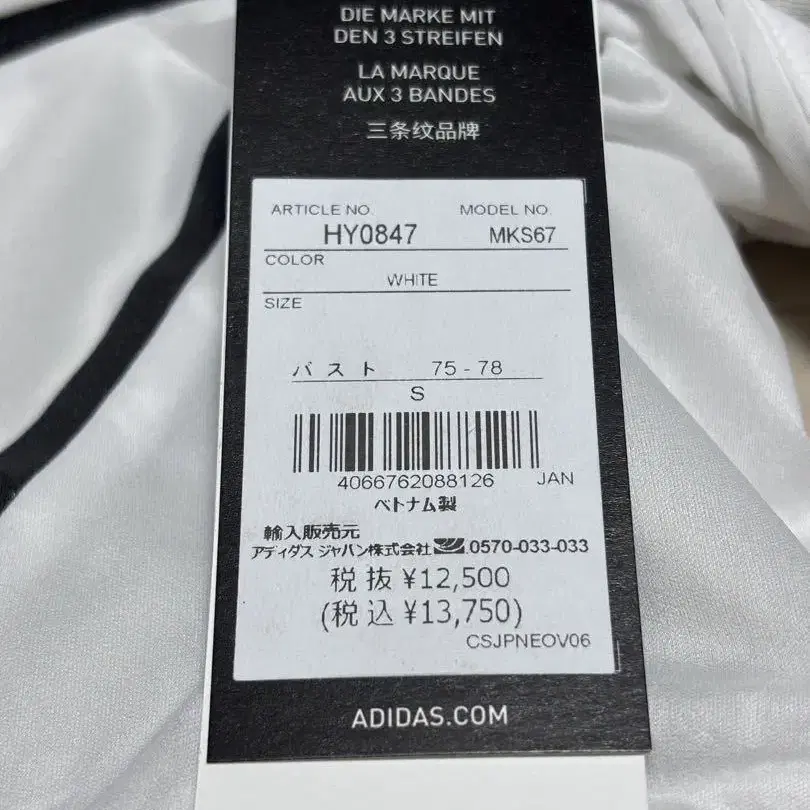 DIE MARKE MIT
DEN 3 STREIFEN
LA MARQUE
AUX 3 BANDES
三条纹品牌
ARTICLE NO. MODEL NO.
HY0847 MKS67
COLOR
WHITE
SIZE
バスト 75-78
S
4066762088126 JAN
ベトナム製
輸入販売元
アディダス ジャパン株式会社 0570-033-033
税抜 ¥12,500
(税込 ¥13,750)
CSJPNEOV06
ADIDAS.COM